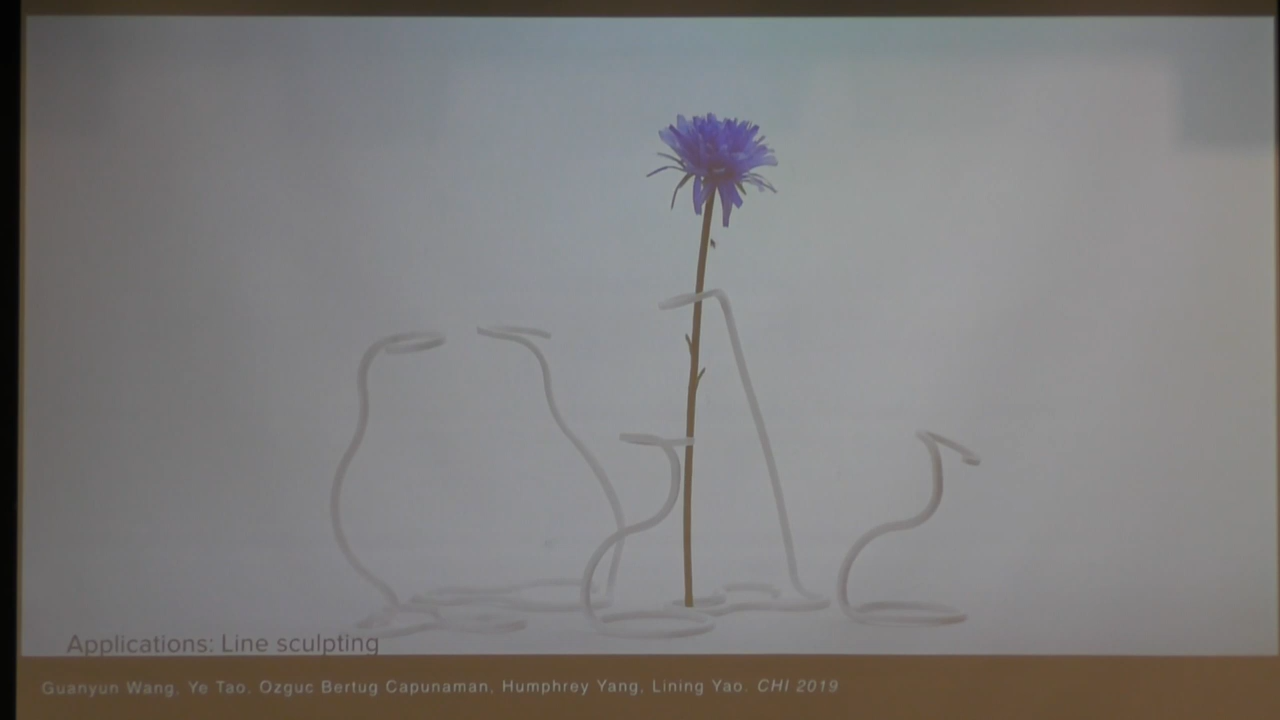 Applications: Line sculpting
Guanyun Wang, Ye Tao, Ozguc Bertug Capunaman, Humphrey Yang, Lining Yao. CHI 2019